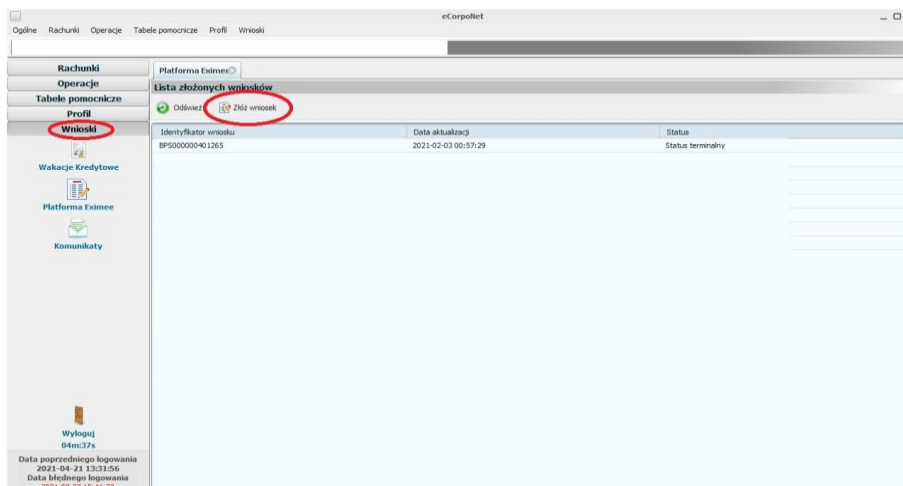 eCorpoNet
Ogólne Rachunki Operacje Tabele pomocnicze Profil Wnioski
Rachunki
Operacje
Tabele pomocnicze
Profil
Wnioski
Wakacje Kredytowe
Platforma Eximee
Komunikaty
Wyloguj
04m:37s
Data poprzedniego logowania
2021-04-21 13:31:56
Data błędnego logowania
Platforma Eximee
Lista złożonych wniosków
Odśwież Złóż wniosek
Identyfikator wniosku Data aktualizacji Status
BPS000000401265 2021-02-03 00:57:29 Status terminalny